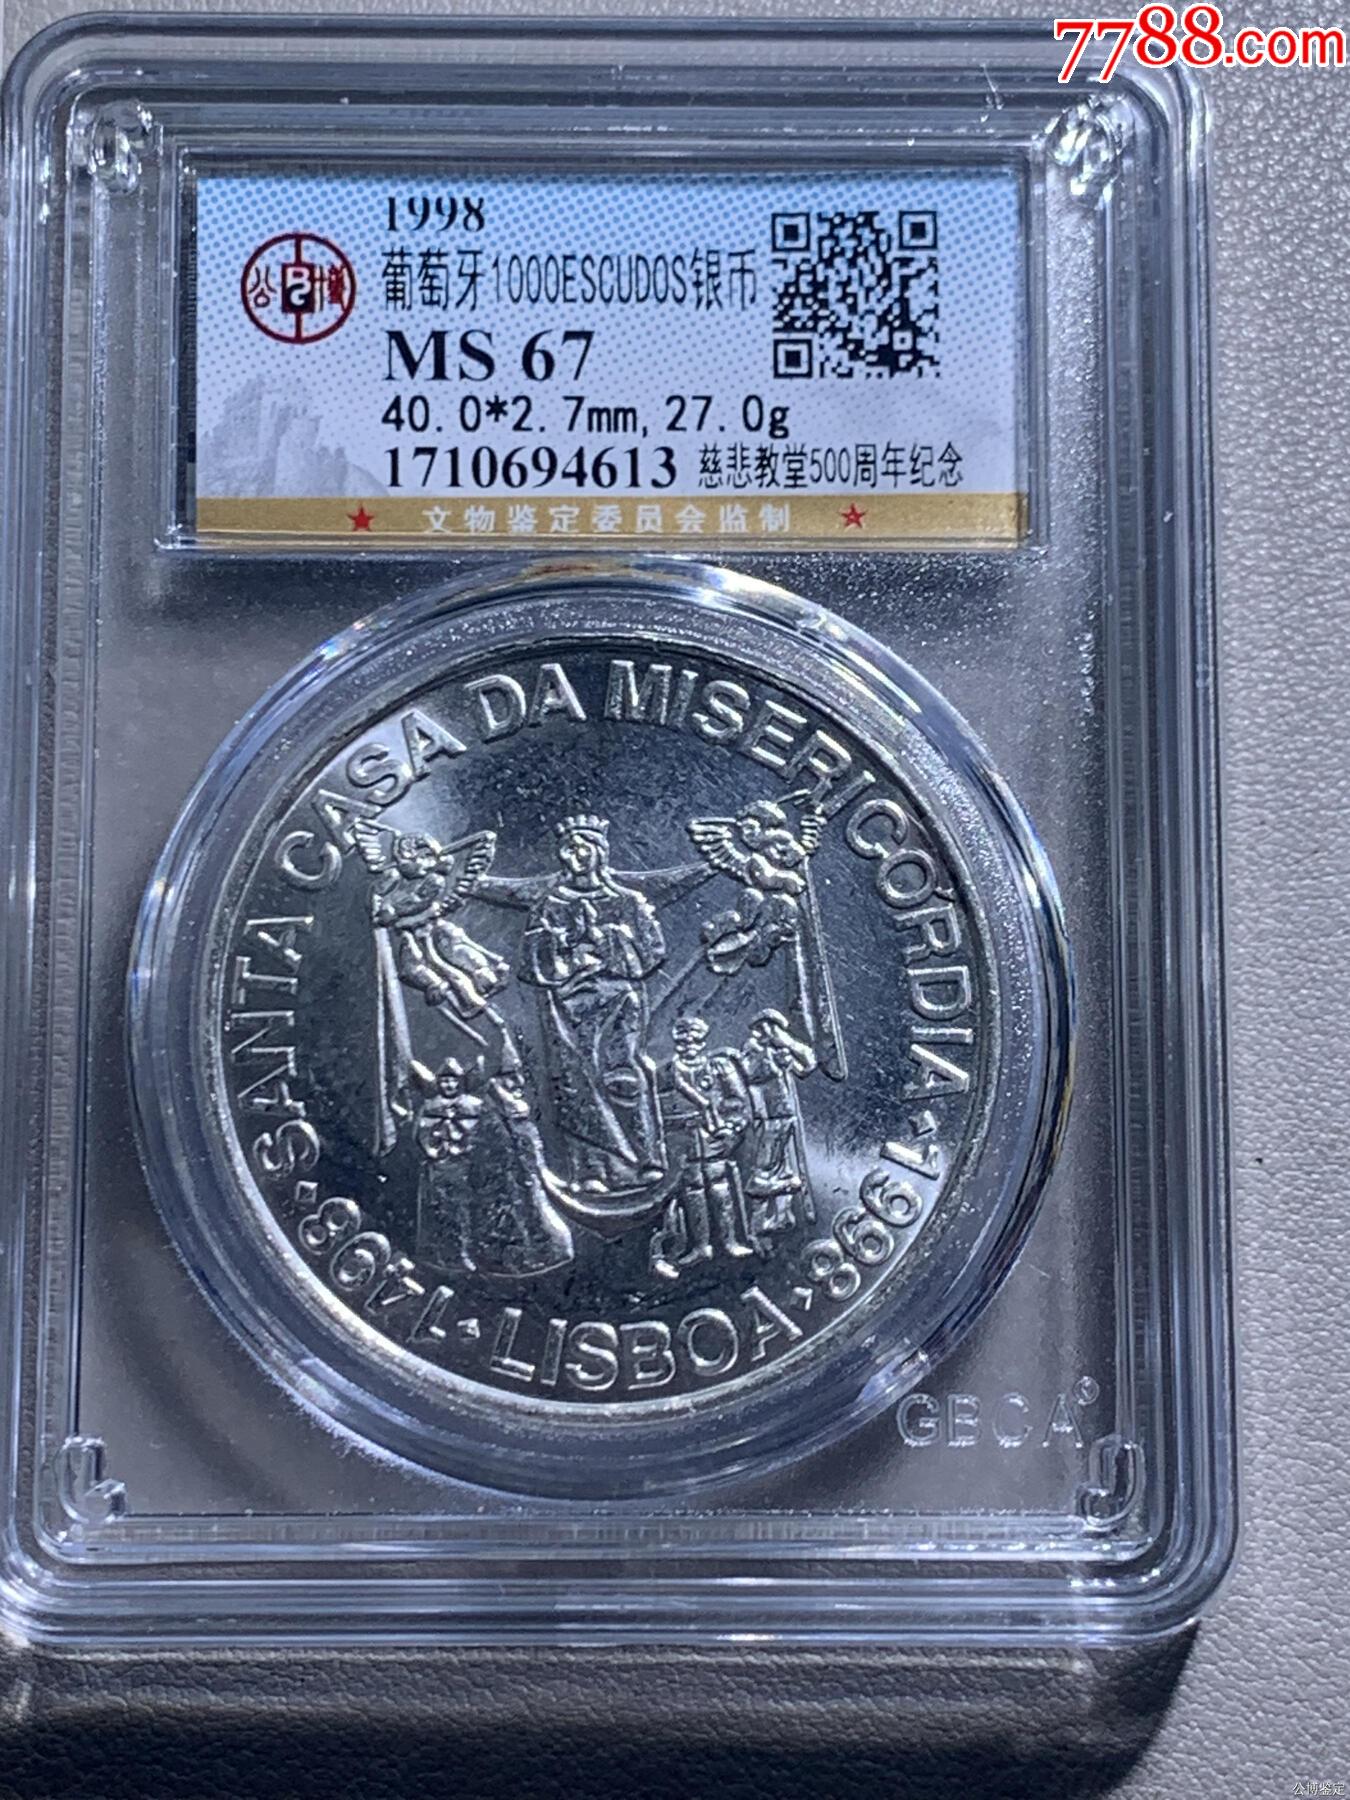 7788.com
1998
葡萄牙1000ESCUDOS银币
MS 67
40.0*2.7mm,27.0g
1710694613 慈悲教堂500周年纪念
★ 文物鉴定委员会监制 ★
SANTA CASA DA MISERICÓRDIA·1998
1498·LISBOA·
GBCA
公博鉴定